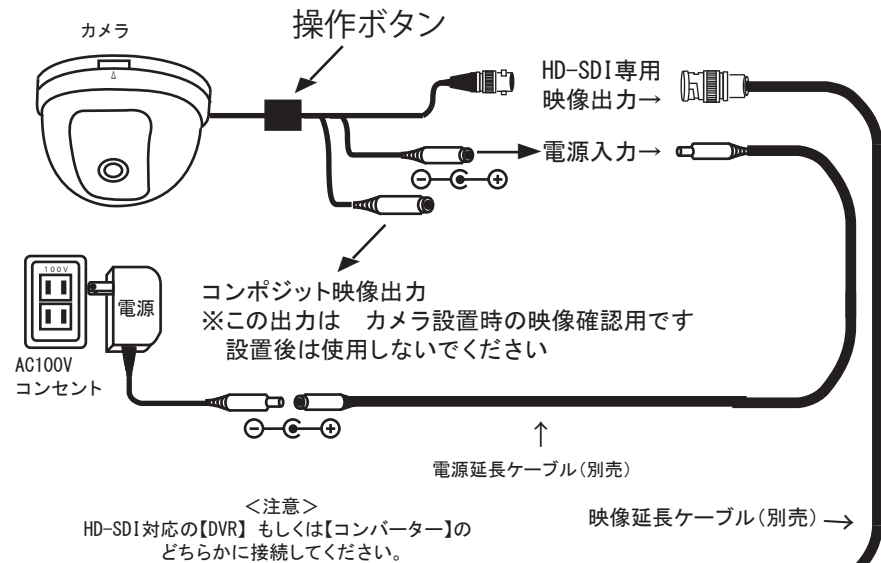 カメラ
操作ボタン
HD-SDI専用
映像出力→
電源入力→
コンポジット映像出力
※この出力は　カメラ設置時の映像確認用です
設置後は使用しないでください
100V
電源
AC100V
コンセント
↑
電源延長ケーブル(別売)
＜注意＞
HD-SDI対応の【DVR】もしくは【コンバーター】の
どちらかに接続してください。
映像延長ケーブル(別売)→